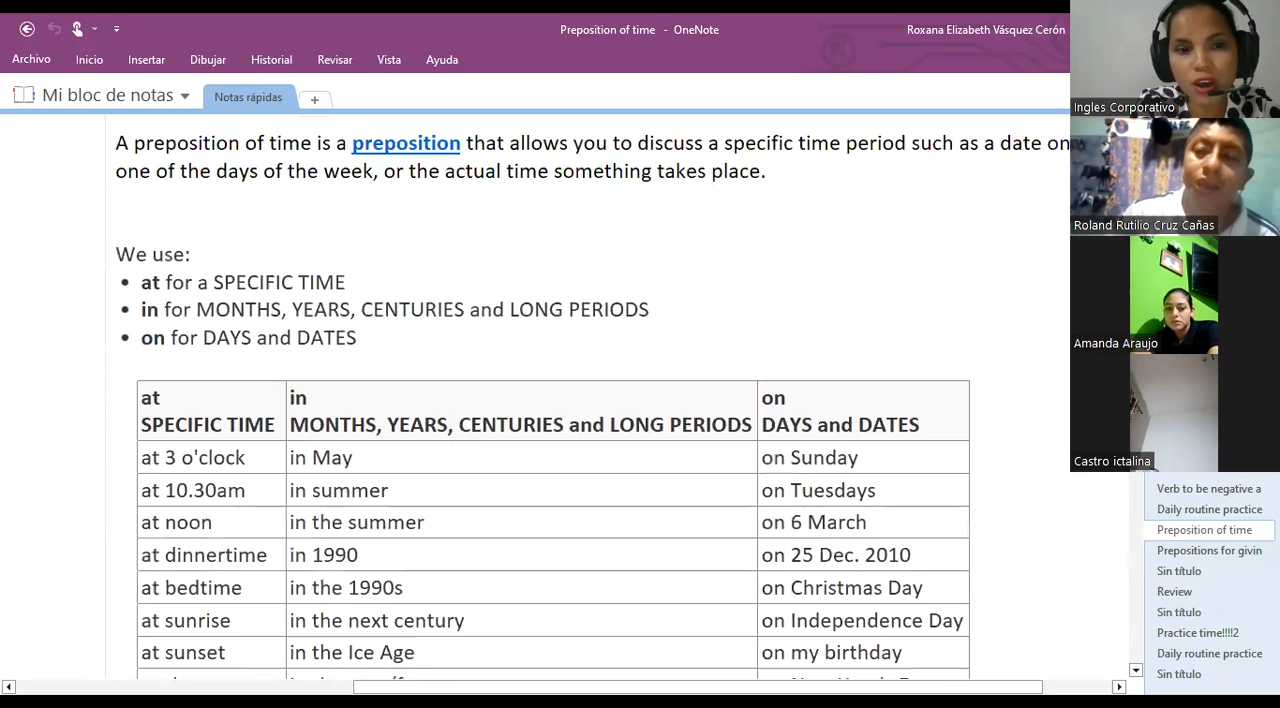 Preposition of time - OneNote
Roxana Elizabeth Vásquez Cerón
Archivo Inicio Insertar Dibujar Historial Revisar Vista Ayuda
Mi bloc de notas Notas rápidas +
A preposition of time is a preposition that allows you to discuss a specific time period such as a date on
one of the days of the week, or the actual time something takes place.
We use:
• at for a SPECIFIC TIME
• in for MONTHS, YEARS, CENTURIES and LONG PERIODS
• on for DAYS and DATES
at in on
SPECIFIC TIME MONTHS, YEARS, CENTURIES and LONG PERIODS DAYS and DATES
at 3 o'clock in May on Sunday
at 10.30am in summer on Tuesdays
at noon in the summer on 6 March
at dinnertime in 1990 on 25 Dec. 2010
at bedtime in the 1990s on Christmas Day
at sunrise in the next century on Independence Day
at sunset in the Ice Age on my birthday
Ingles Corporativo
Roland Rutilio Cruz Cañas
Amanda Araujo
Castro ictalina
Verb to be negative a
Daily routine practice
Preposition of time
Prepositions for givin
Sin título
Review
Sin título
Practice time!!!!2
Daily routine practice
Sin título